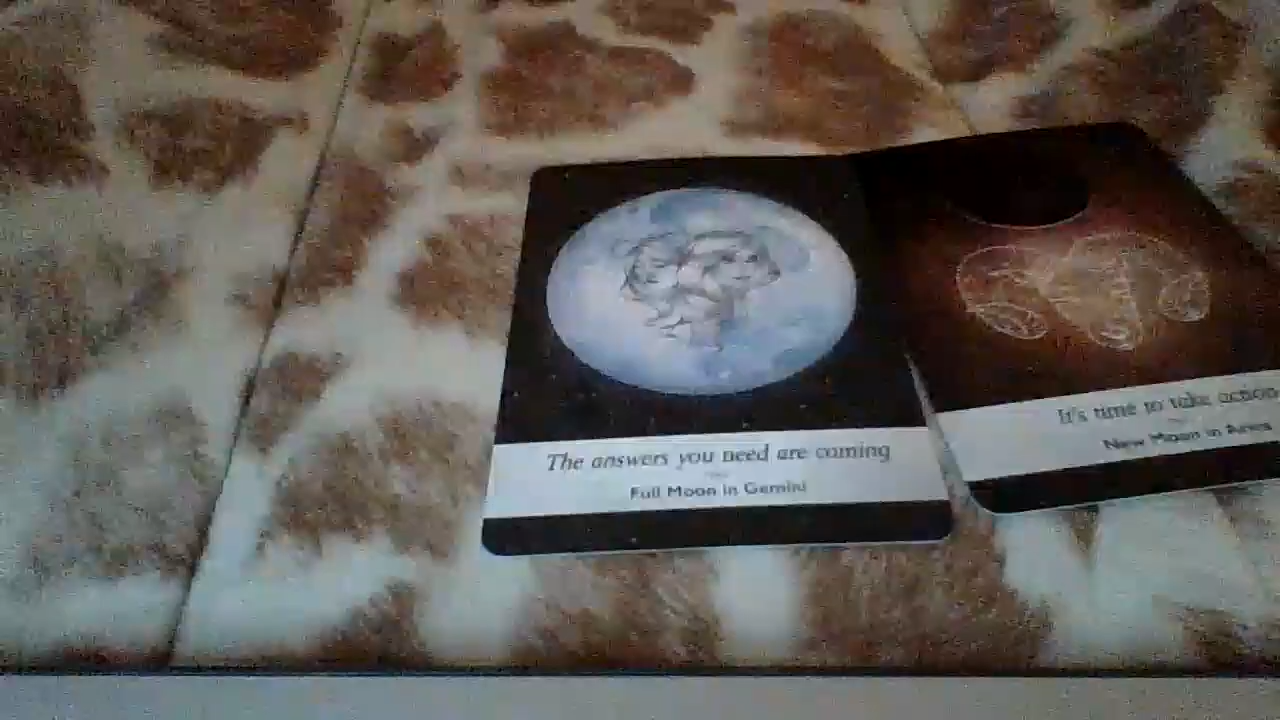 The answers you need are coming
Full Moon in Gemini
It's time to take action
New Moon in Aries